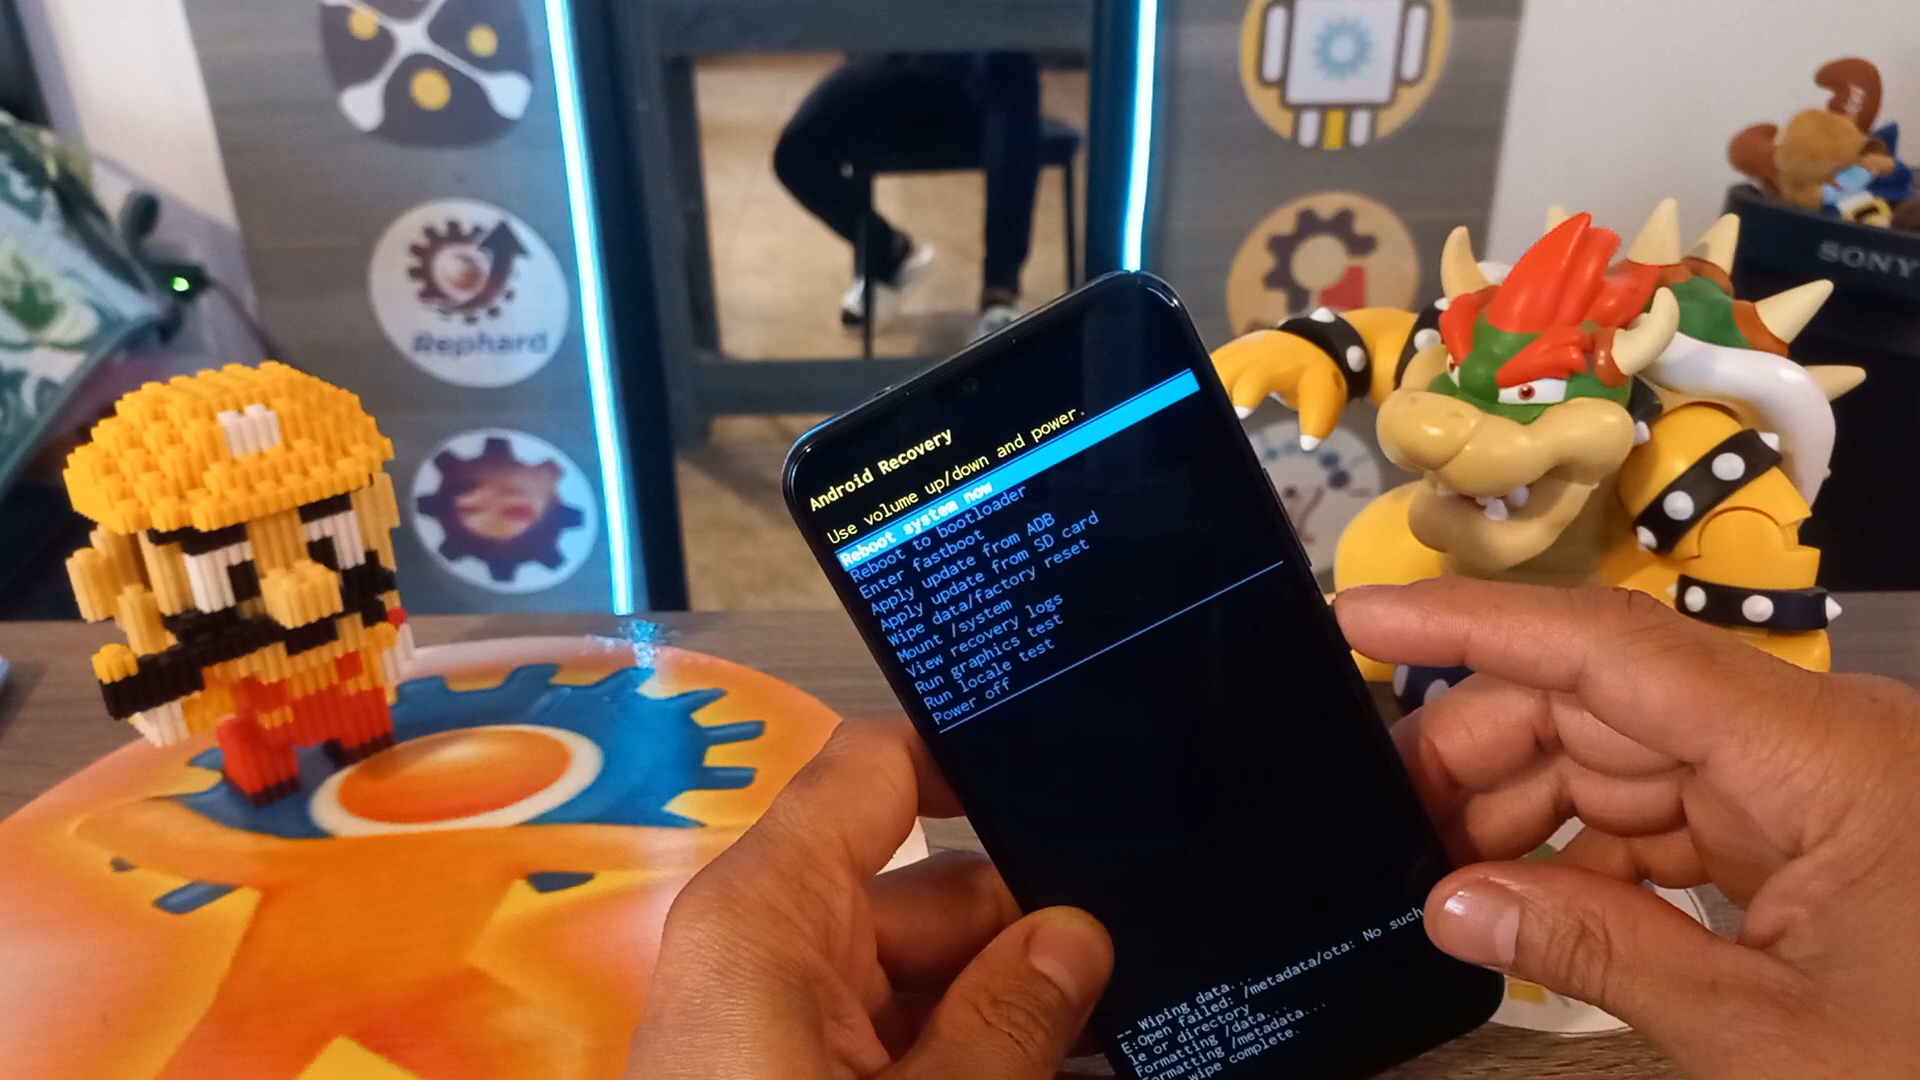 Rephard
SONY
Android Recovery
Use volume up/down and power.
Reboot system now
Reboot to bootloader
Enter fastboot
Apply update from ADB
Apply update from SD card
Wipe data/factory reset
Mount /system
View recovery logs
Run graphics test
Run locale test
Power off
-- Wiping data...
E:Open failed: /metadata/ota: No such
le or directory
Formatting /data...
ormatting /metadata...
wipe complete.